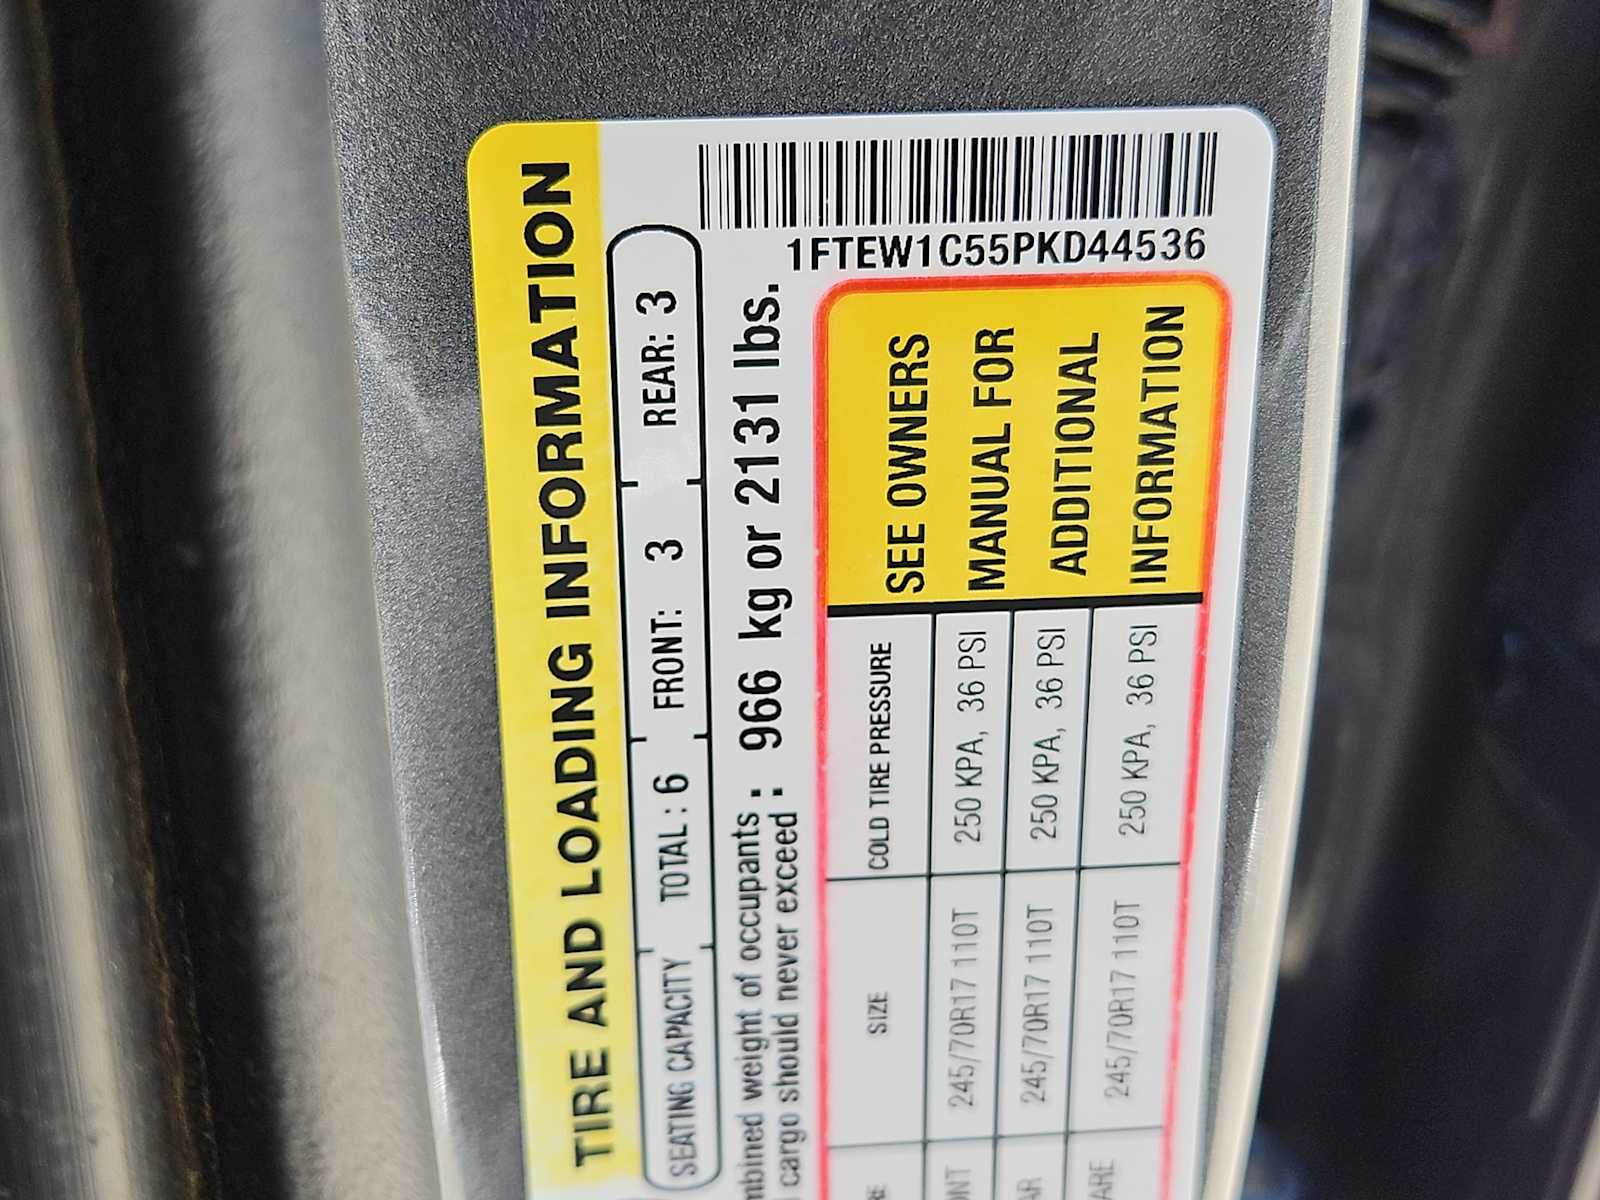 TIRE AND LOADING INFORMATION
SEATING CAPACITY TOTAL : 6 FRONT: 3 REAR: 3
weight of occupants : 966 kg or 2131 lbs.
cargo should never exceed :
1FTEW1C55PKD44536
SIZE COLD TIRE PRESSURE
245/70R17 110T 250 KPA, 36 PSI
245/70R17 110T 250 KPA, 36 PSI
245/70R17 110T 250 KPA, 36 PSI
SEE OWNERS
MANUAL FOR
ADDITIONAL
INFORMATION